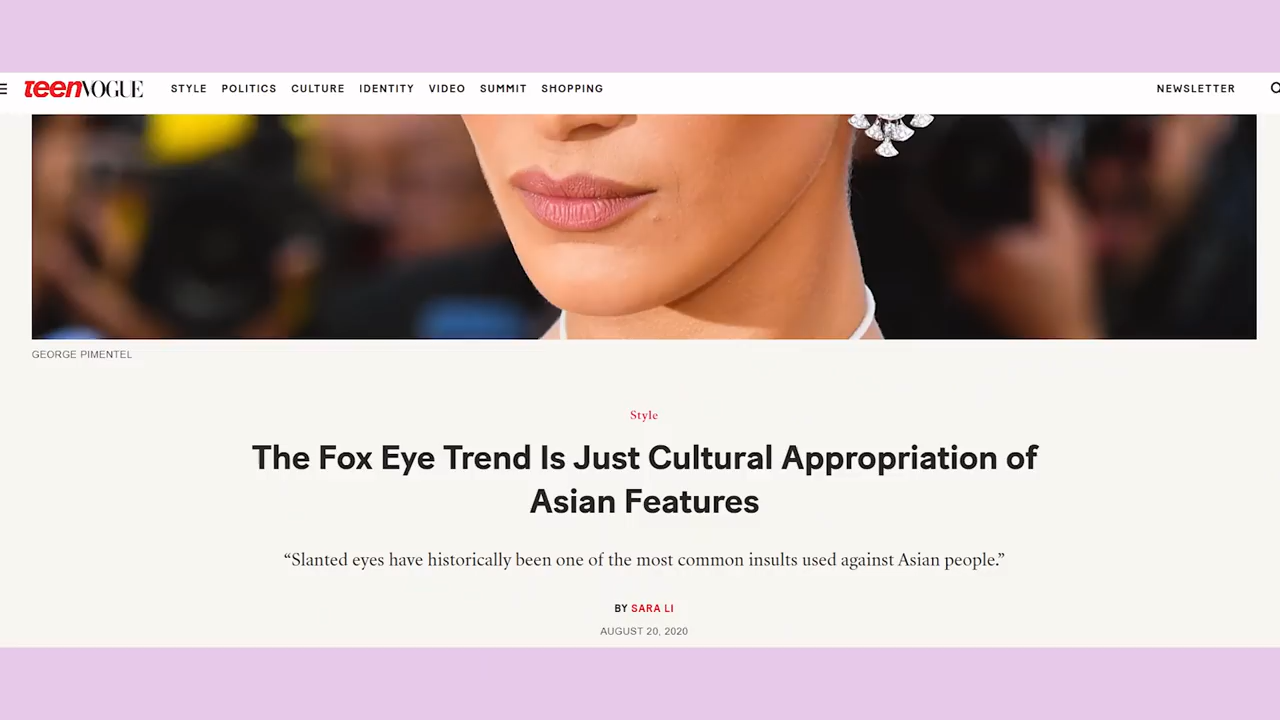 teenVOGUE STYLE POLITICS CULTURE IDENTITY VIDEO SUMMIT SHOPPING NEWSLETTER
GEORGE PIMENTEL
Style
The Fox Eye Trend Is Just Cultural Appropriation of
Asian Features
“Slanted eyes have historically been one of the most common insults used against Asian people.”
BY SARA LI
AUGUST 20, 2020